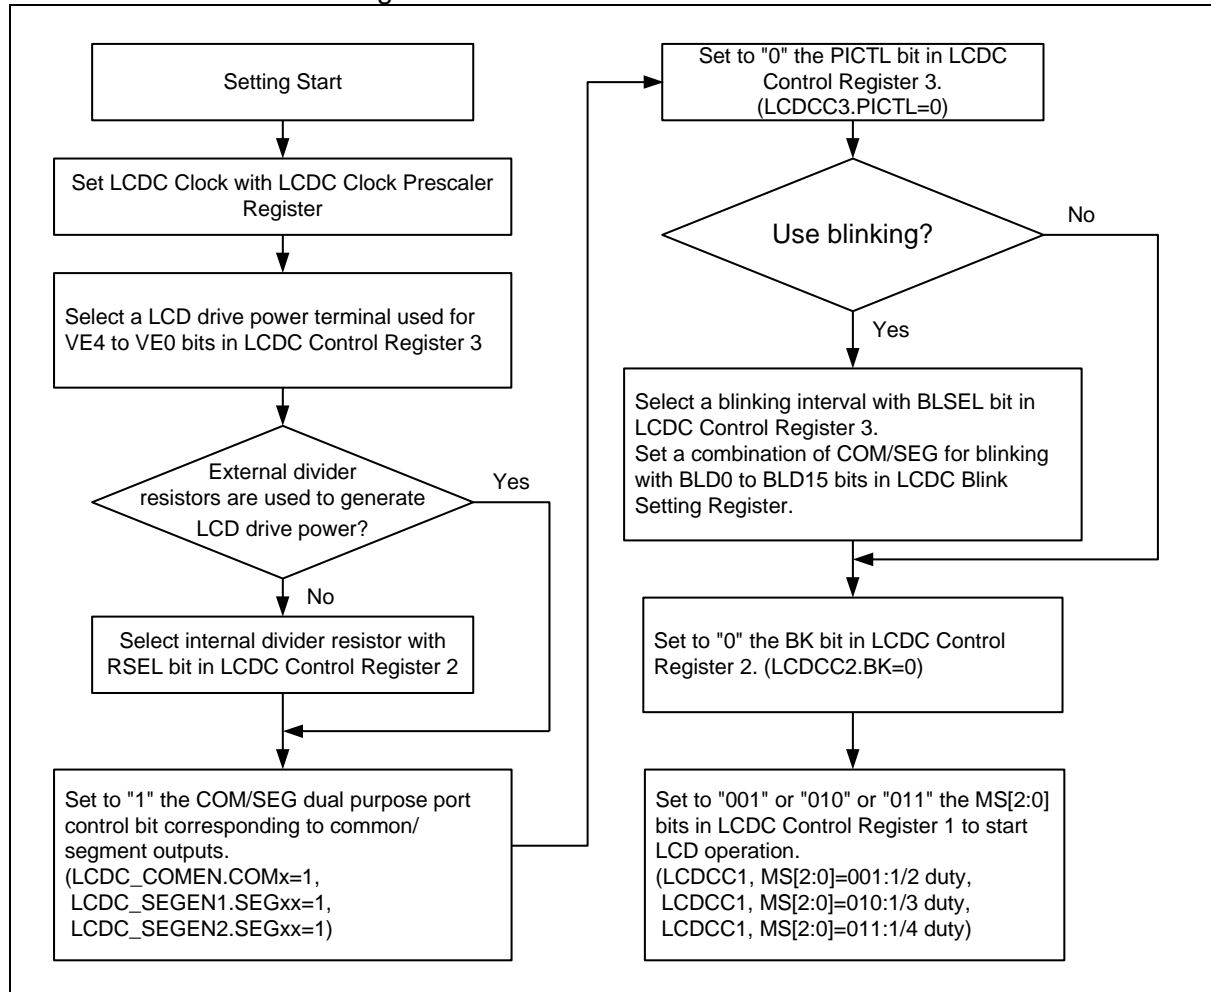 Setting Start
Set LCDC Clock with LCDC Clock Prescaler
Register
Select a LCD drive power terminal used for
VE4 to VE0 bits in LCDC Control Register 3
External divider
resistors are used to generate
LCD drive power?
Yes
No
Select internal divider resistor with
RSEL bit in LCDC Control Register 2
Set to "1" the COM/SEG dual purpose port
control bit corresponding to common/
segment outputs.
(LCDC_COMEN.COMx=1,
LCDC_SEGEN1.SEGxx=1,
LCDC_SEGEN2.SEGxx=1)
Set to "0" the PICTL bit in LCDC
Control Register 3.
(LCDCC3.PICTL=0)
Use blinking?
No
Yes
Select a blinking interval with BLSEL bit in
LCDC Control Register 3.
Set a combination of COM/SEG for blinking
with BLD0 to BLD15 bits in LCDC Blink
Setting Register.
Set to "0" the BK bit in LCDC Control
Register 2. (LCDCC2.BK=0)
Set to "001" or "010" or "011" the MS[2:0]
bits in LCDC Control Register 1 to start
LCD operation.
(LCDCC1, MS[2:0]=001:1/2 duty,
LCDCC1, MS[2:0]=010:1/3 duty,
LCDCC1, MS[2:0]=011:1/4 duty)